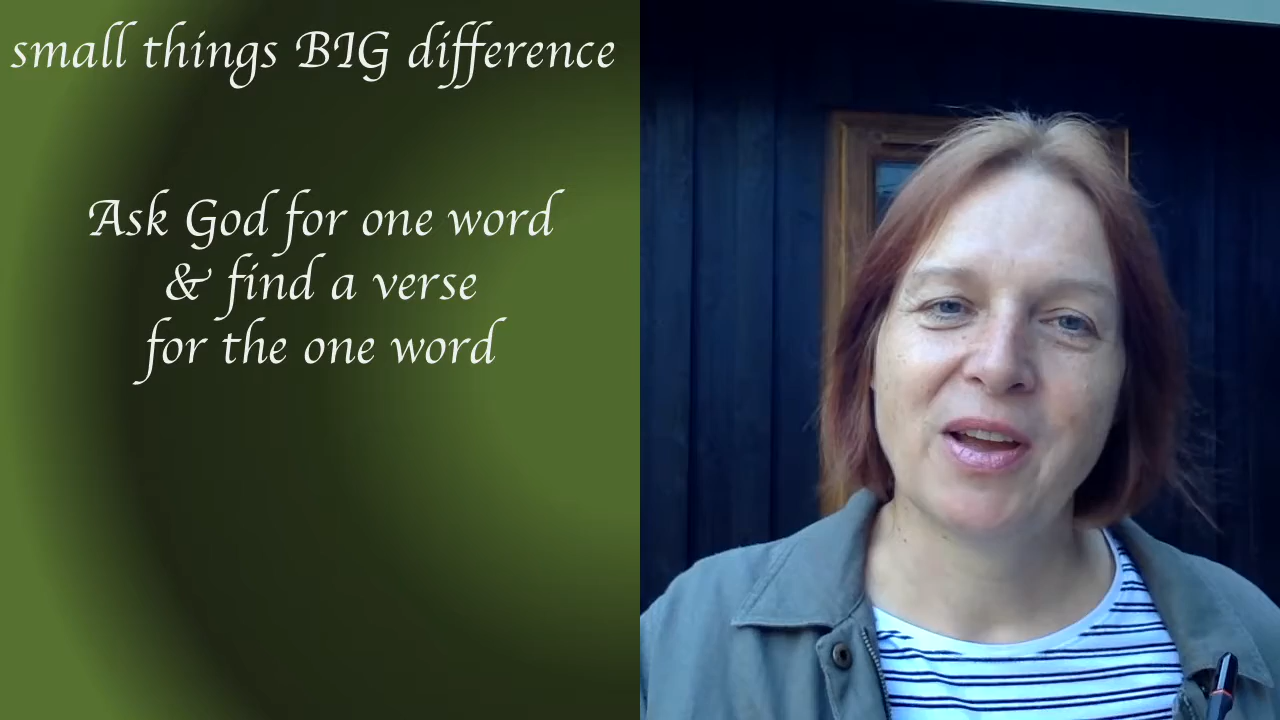 small things BIG difference
Ask God for one word
& find a verse
for the one word